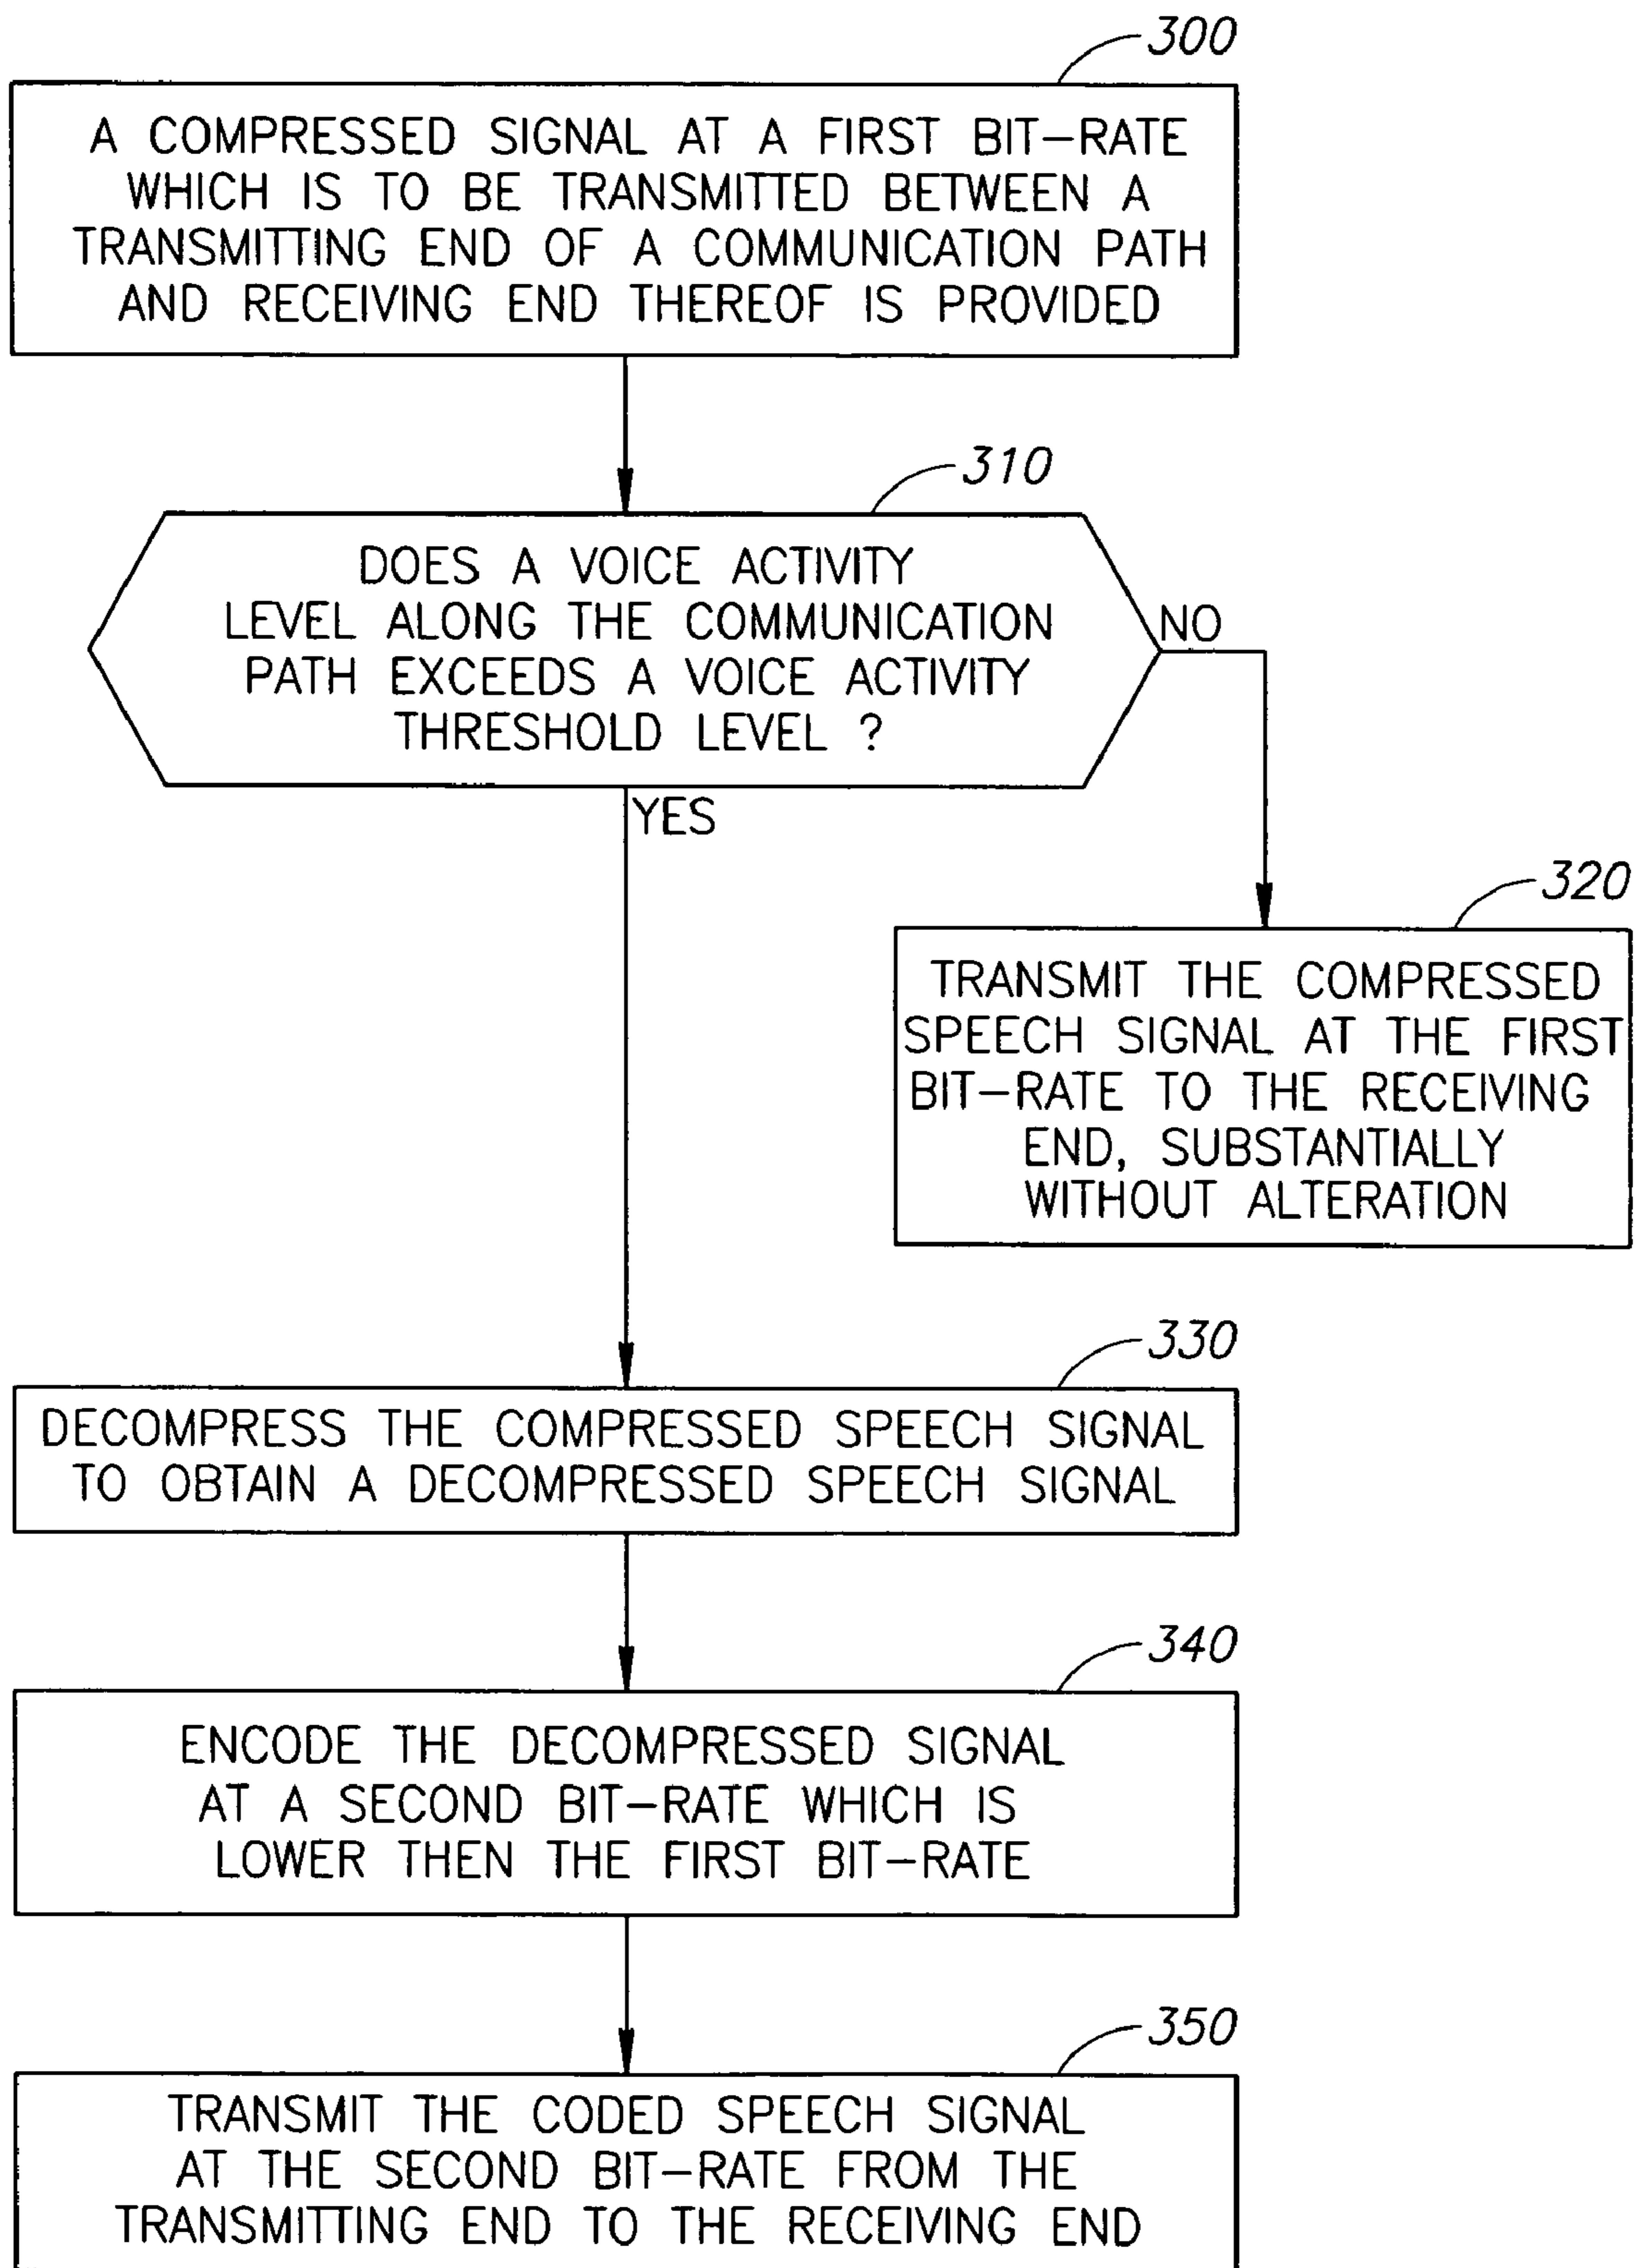 300
A COMPRESSED SIGNAL AT A FIRST BIT-RATE
WHICH IS TO BE TRANSMITTED BETWEEN A
TRANSMITTING END OF A COMMUNICATION PATH
AND RECEIVING END THEREOF IS PROVIDED
310
DOES A VOICE ACTIVITY
LEVEL ALONG THE COMMUNICATION
PATH EXCEEDS A VOICE ACTIVITY
THRESHOLD LEVEL ?
NO
YES
320
TRANSMIT THE COMPRESSED
SPEECH SIGNAL AT THE FIRST
BIT-RATE TO THE RECEIVING
END, SUBSTANTIALLY
WITHOUT ALTERATION
330
DECOMPRESS THE COMPRESSED SPEECH SIGNAL
TO OBTAIN A DECOMPRESSED SPEECH SIGNAL
340
ENCODE THE DECOMPRESSED SIGNAL
AT A SECOND BIT-RATE WHICH IS
LOWER THEN THE FIRST BIT-RATE
350
TRANSMIT THE CODED SPEECH SIGNAL
AT THE SECOND BIT-RATE FROM THE
TRANSMITTING END TO THE RECEIVING END